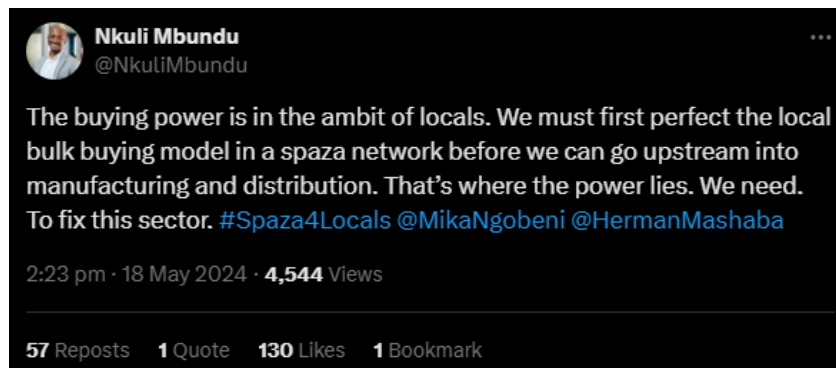 Nkuli Mbundu
@NkuliMbundu
The buying power is in the ambit of locals. We must first perfect the local
bulk buying model in a spaza network before we can go upstream into
manufacturing and distribution. That's where the power lies. We need.
To fix this sector. #Spaza4Locals @MikaNgobeni @HermanMashaba
2:23 pm · 18 May 2024 · 4,544 Views
57 Reposts 1 Quote 130 Likes 1 Bookmark